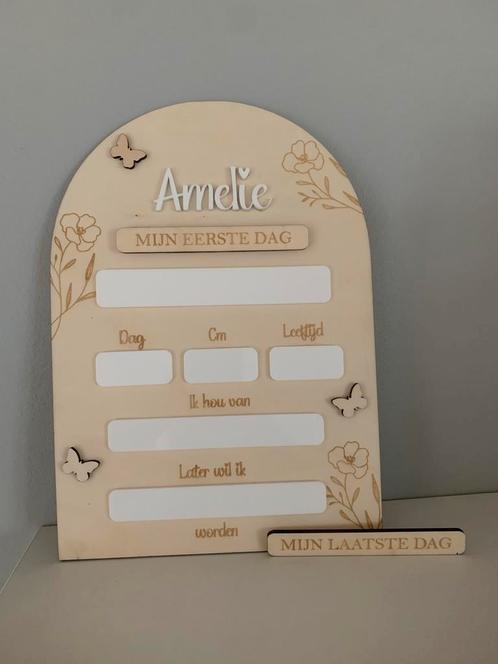 Amelie
MIJN EERSTE DAG
Dag Cm Leeftijd
Ik hou van
Later wil ik
worden
MIJN LAATSTE DAG